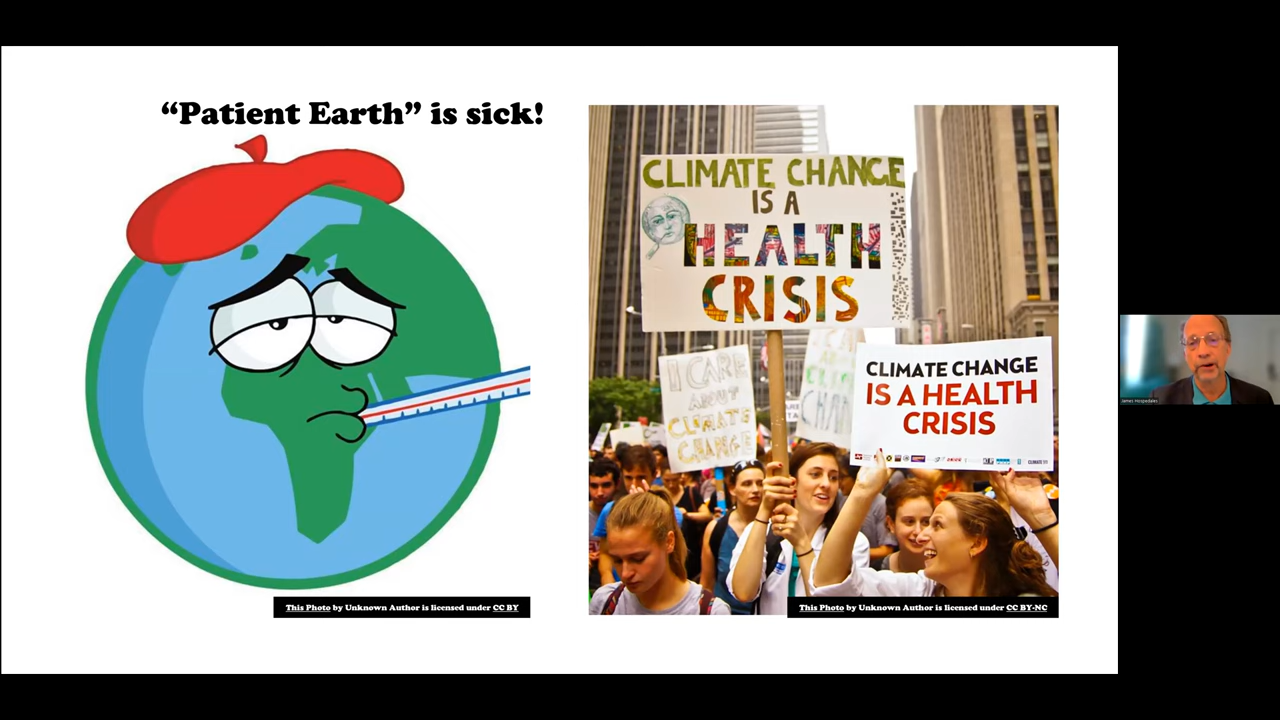 “Patient Earth” is sick!
This Photo by Unknown Author is licensed under CC BY
CLIMATE CHANGE
IS A
HEALTH
CRISIS
I CARE
ABOUT
CLIMATE
CHANGE
CLIMATE CHANGE
IS A HEALTH
CRISIS
This Photo by Unknown Author is licensed under CC BY-NC
James Hospedales